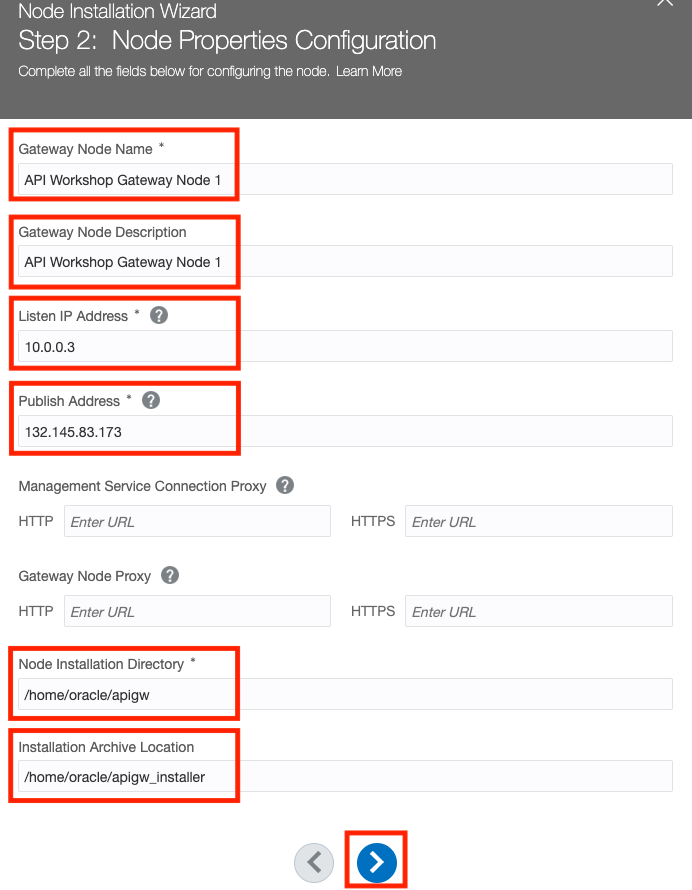 Node Installation Wizard
Step 2: Node Properties Configuration
Complete all the fields below for configuring the node. Learn More
Gateway Node Name *
API Workshop Gateway Node 1
Gateway Node Description
API Workshop Gateway Node 1
Listen IP Address * ?
10.0.0.3
Publish Address * ?
132.145.83.173
Management Service Connection Proxy ?
HTTP Enter URL HTTPS Enter URL
Gateway Node Proxy ?
HTTP Enter URL HTTPS Enter URL
Node Installation Directory *
/home/oracle/apigw
Installation Archive Location
/home/oracle/apigw_installer